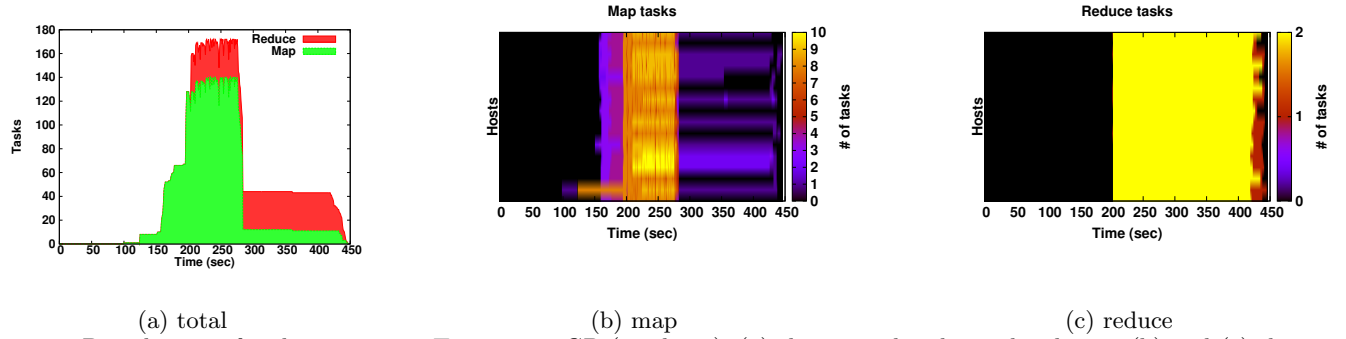 180
160
140
120
100
80
60
40
20
0
Tasks
Reduce
Map
0 50 100 150 200 250 300 350 400 450
Time (sec)
(a) total
Map tasks
Hosts
0 50 100 150 200 250 300 350 400 450
Time (sec)
10
9
8
7
6
5
4
3
2
1
0
# of tasks
(b) map
Reduce tasks
Hosts
0 50 100 150 200 250 300 350 400 450
Time (sec)
2
1
0
# of tasks
(c) reduce